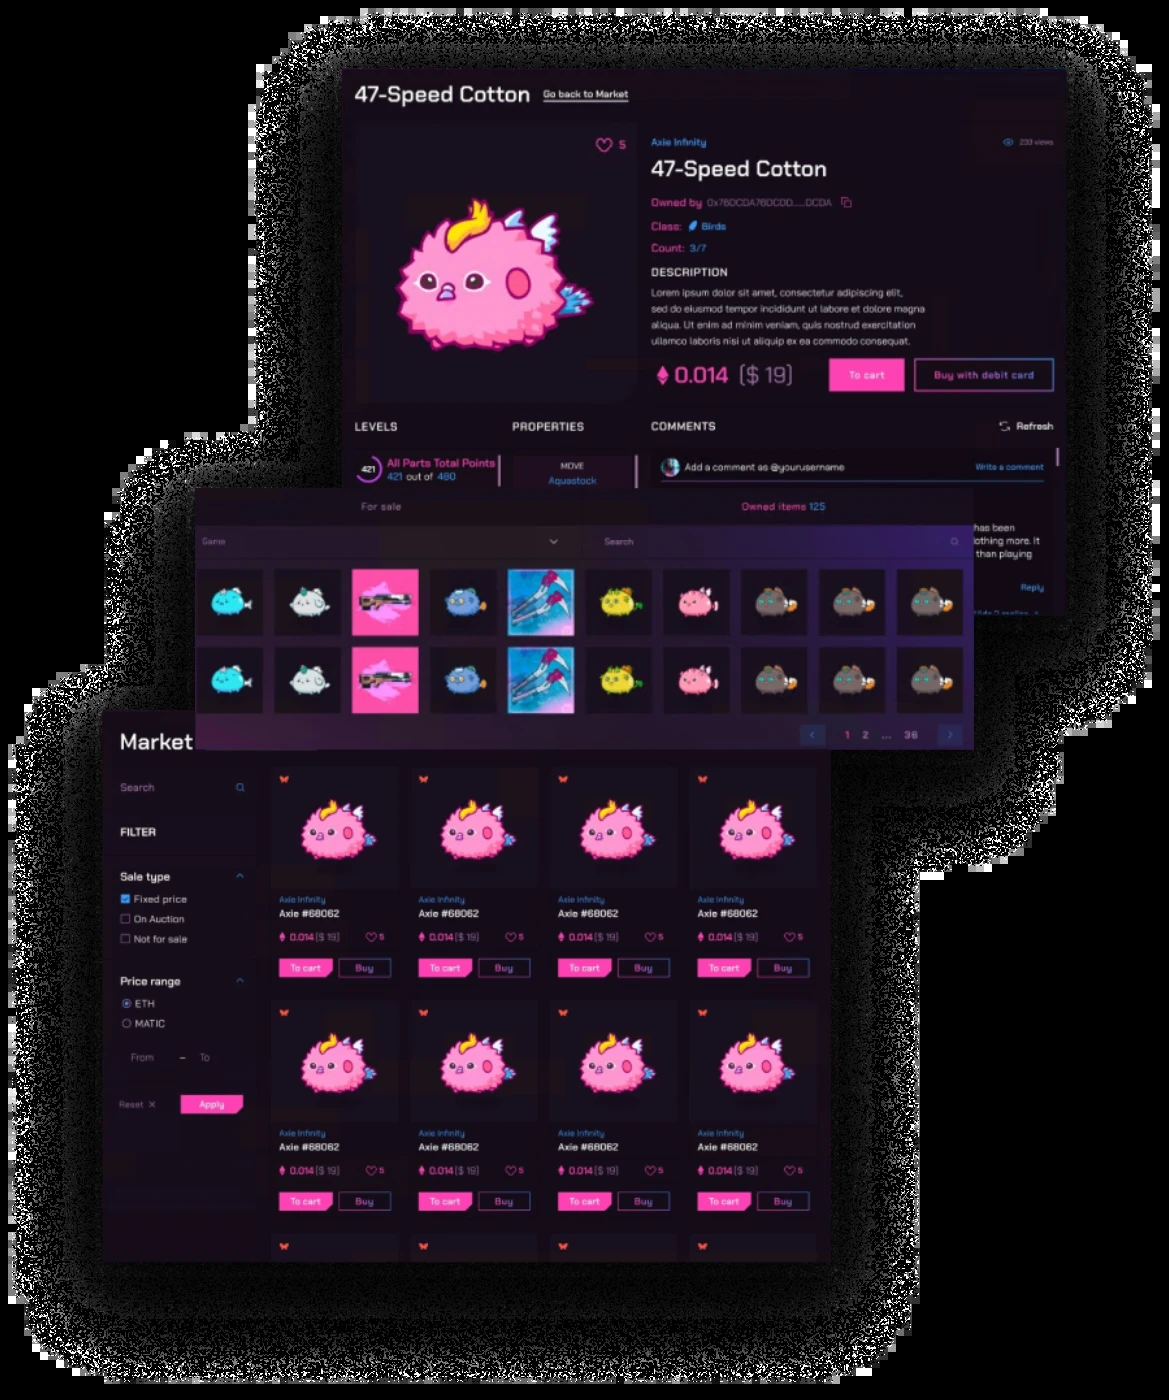 47-Speed Cotton Go back to Market
5
Axie Infinity
233 views
47-Speed Cotton
Owned by 0x76DCDA76DCDD.....DCDA
Class: Birds
Count: 3/7
DESCRIPTION
Lorem ipsum dolor sit amet, consectetur adipiscing elit,
sed do eiusmod tempor incididunt ut labore et dolore magna
aliqua. Ut enim ad minim veniam, quis nostrud exercitation
ullamco laboris nisi ut aliquip ex ea commodo consequat.
0.014 ($ 19) To cart Buy with debit card
LEVELS
421
All Parts Total Points
421 out of 480
PROPERTIES
MOVE
Aquastock
COMMENTS Refresh
Add a comment as @yourusername Write a comment
has been
othing more. It
than playing
Reply
For sale Owned items 125
Game Search
1 2 ... 36
Market
Search
FILTER
Sale type
Fixed price
On Auction
Not for sale
Price range
ETH
MATIC
From – To
Reset Apply
Axie Infinity Axie Infinity Axie Infinity Axie Infinity
Axie #68062 Axie #68062 Axie #68062 Axie #68062
0.014 ($ 19) 5 0.014 ($ 19) 5 0.014 ($ 19) 5 0.014 ($ 19) 5
To cart Buy To cart Buy To cart Buy To cart Buy
Axie Infinity Axie Infinity Axie Infinity Axie Infinity
Axie #68062 Axie #68062 Axie #68062 Axie #68062
0.014 ($ 19) 5 0.014 ($ 19) 5 0.014 ($ 19) 5 0.014 ($ 19) 5
To cart Buy To cart Buy To cart Buy To cart Buy